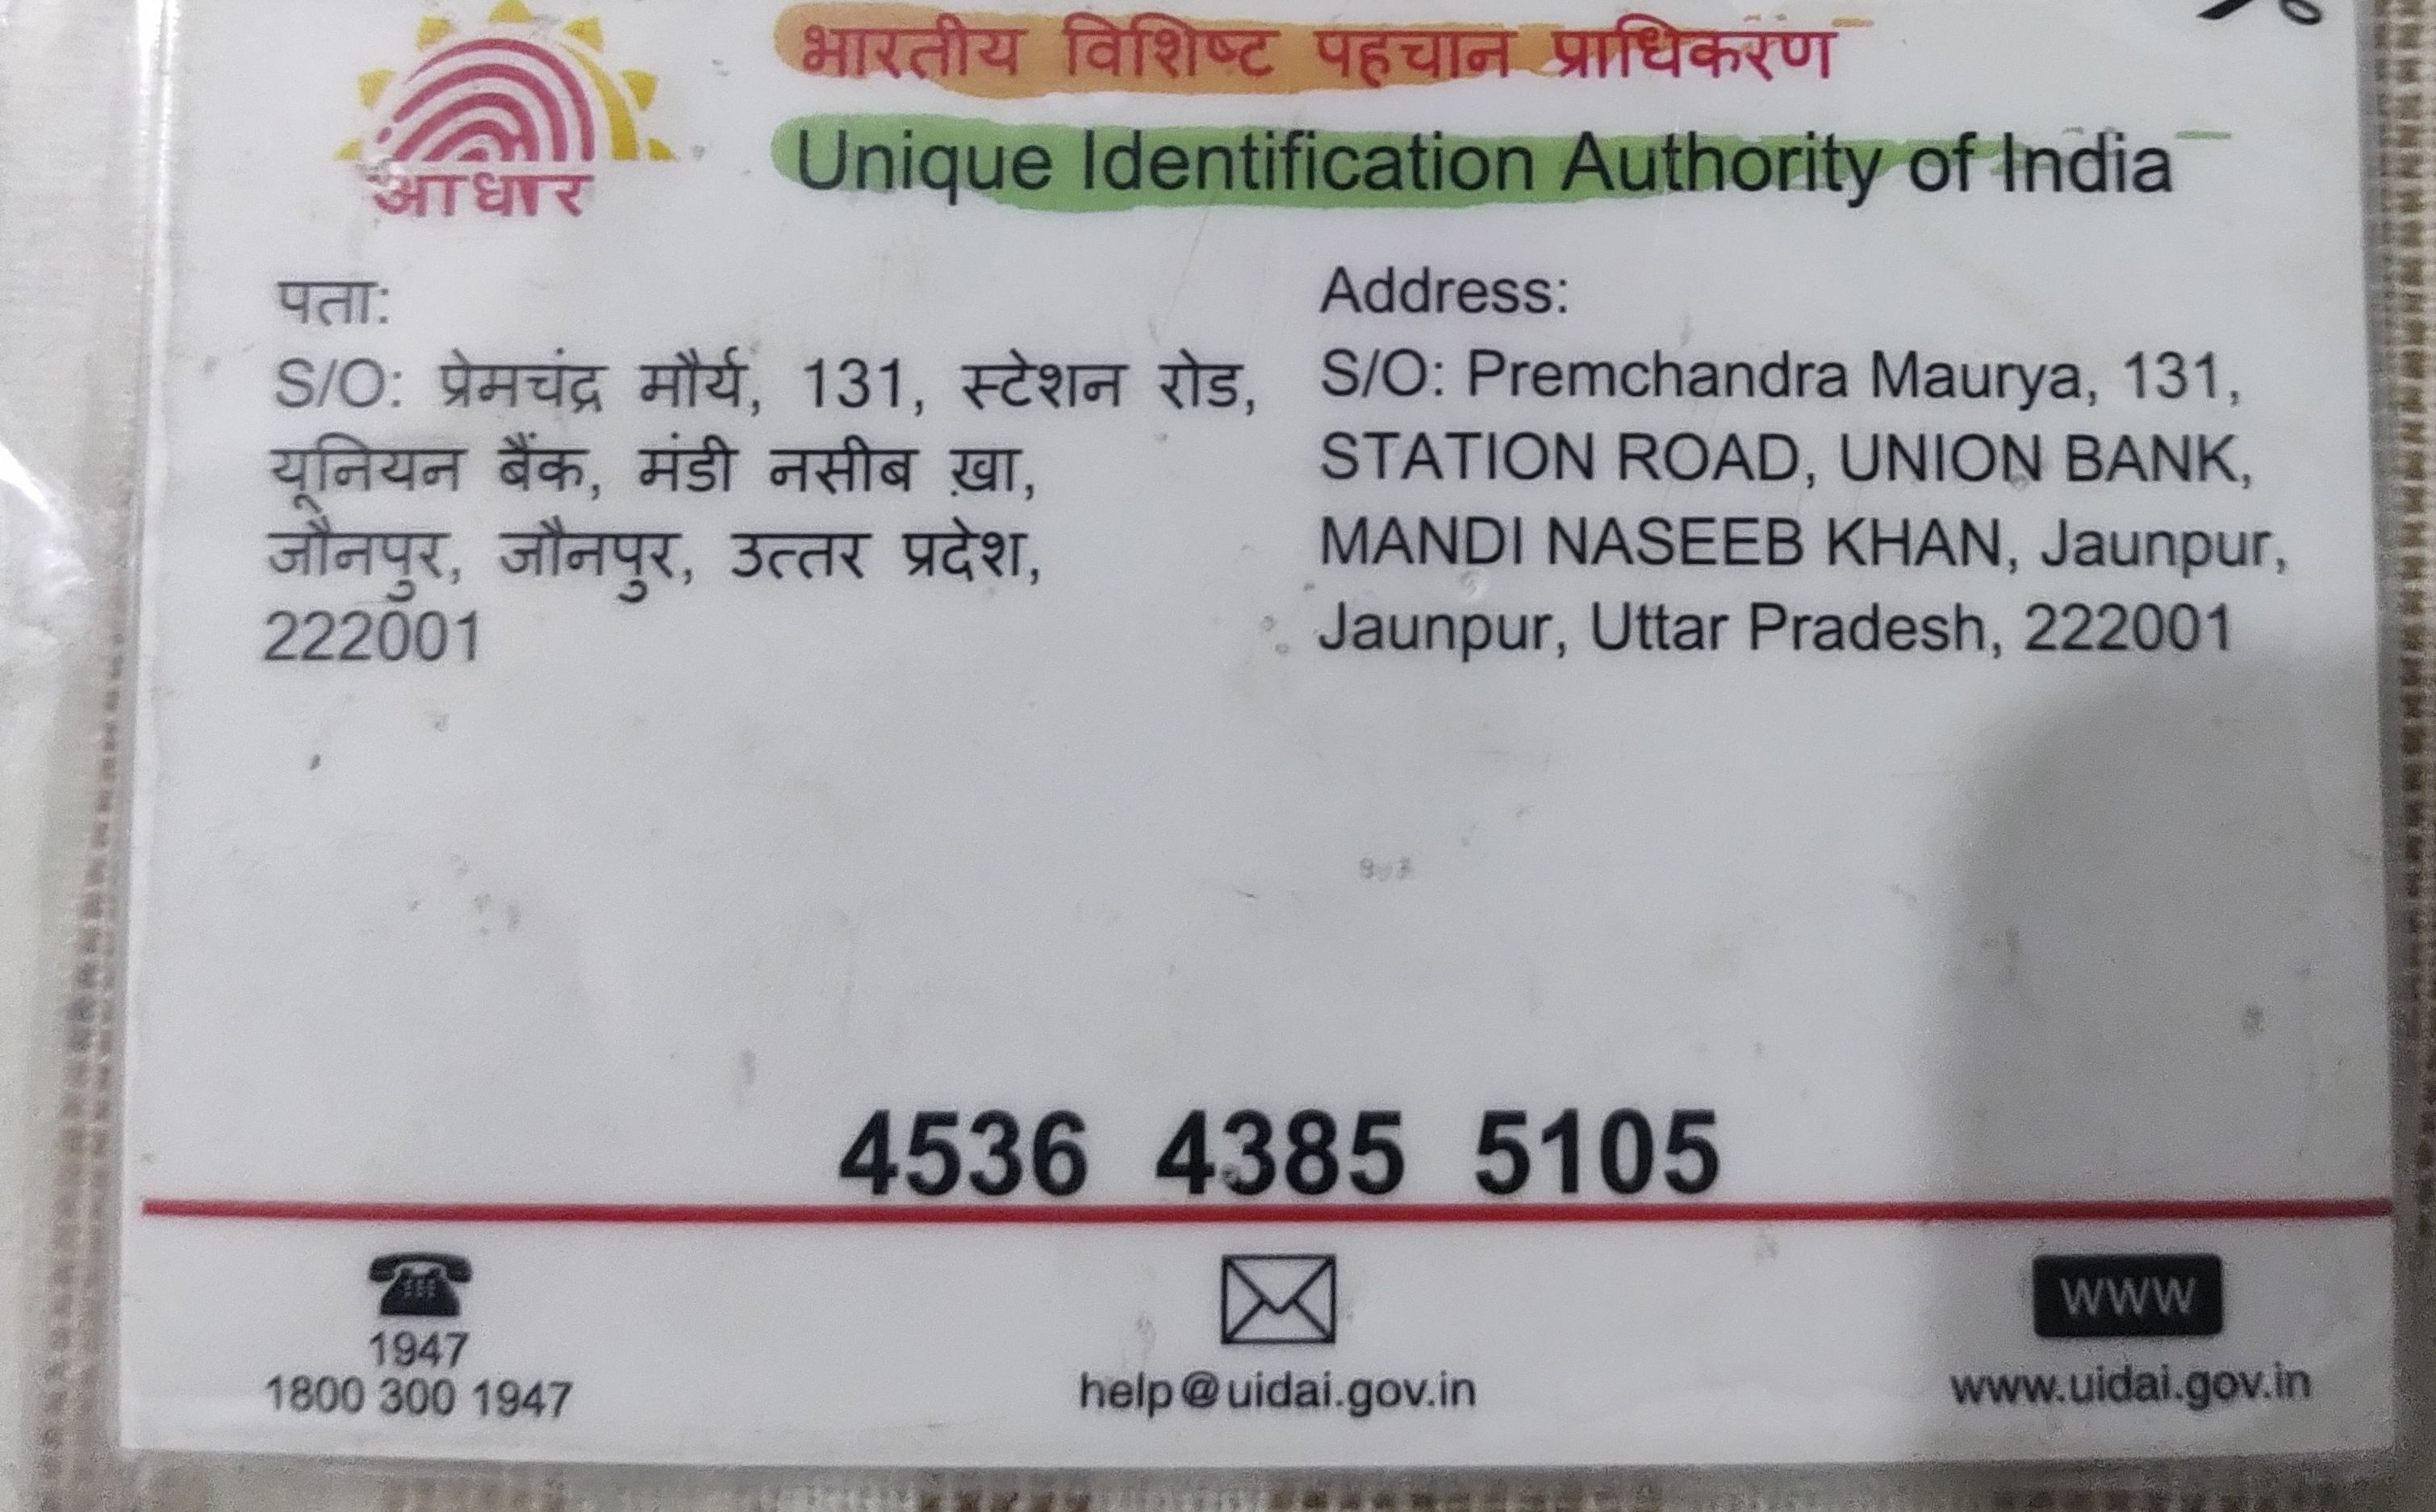 भारतीय विशिष्ट पहचान प्राधिकरण
Unique Identification Authority of India
आधार
पता:
S/O: प्रेमचंद्र मौर्य, 131, स्टेशन रोड,
यूनियन बैंक, मंडी नसीब ख़ा,
जौनपुर, जौनपुर, उत्तर प्रदेश,
222001
Address:
S/O: Premchandra Maurya, 131,
STATION ROAD, UNION BANK,
MANDI NASEEB KHAN, Jaunpur,
Jaunpur, Uttar Pradesh, 222001
4536 4385 5105
1947
1800 300 1947
help@uidai.gov.in
www
www.uidai.gov.in